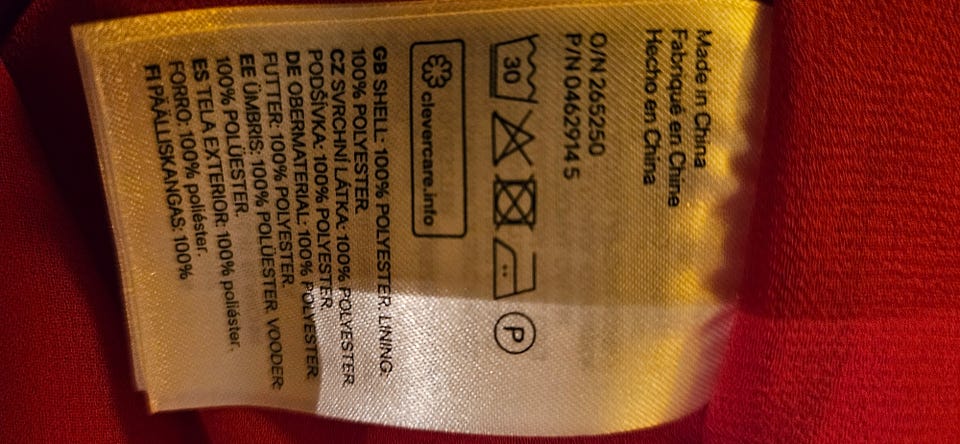 Made in China
Fabriqué en Chine
Hecho en China
O/N 265250
P/N 0462914 5
30
P
clevercare.info
GB SHELL: 100% POLYESTER. LINING:
100% POLYESTER.
CZ SVRCHNÍ LÁTKA: 100% POLYESTER.
PODŠÍVKA: 100% POLYESTER.
DE OBERMATERIAL: 100% POLYESTER.
FUTTER: 100% POLYESTER.
EE ÜMBRIS: 100% POLÜESTER. VOODER:
100% POLÜESTER.
ES TELA EXTERIOR: 100% poliéster.
FORRO: 100% poliéster.
FI PÄÄLLISKANGAS: 100%